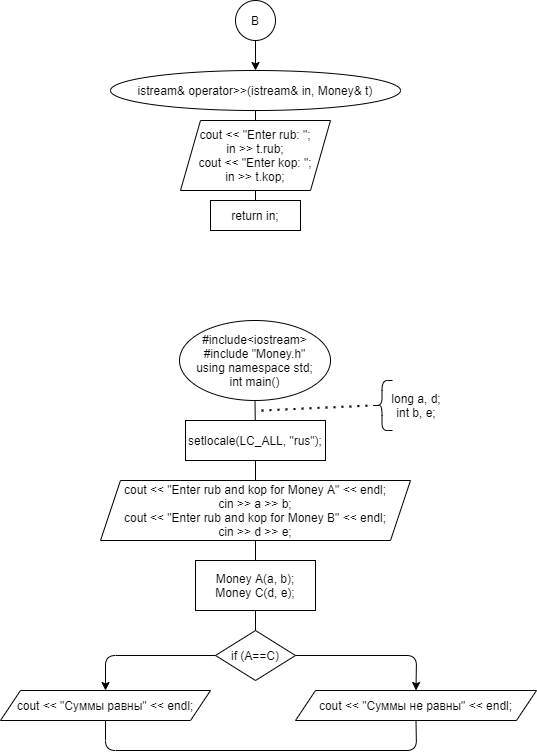 B
istream& operator>>(istream& in, Money& t)
cout << "Enter rub: ";
in >> t.rub;
cout << "Enter kop: ";
in >> t.kop;
return in;
#include<iostream>
#include "Money.h"
using namespace std;
int main()
long a, d;
int b, e;
setlocale(LC_ALL, "rus");
cout << "Enter rub and kop for Money A" << endl;
cin >> a >> b;
cout << "Enter rub and kop for Money B" << endl;
cin >> d >> e;
Money A(a, b);
Money C(d, e);
if (A==C)
cout << "Суммы равны" << endl;
cout << "Суммы не равны" << endl;